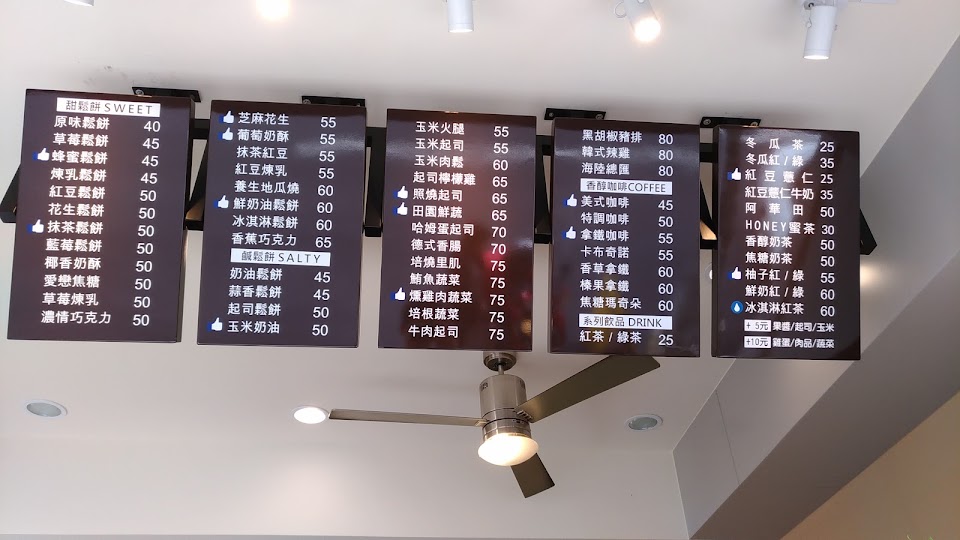 甜鬆餅 SWEET
原味鬆餅 40
草莓鬆餅 45
蜂蜜鬆餅 45
煉乳鬆餅 45
紅豆鬆餅 50
花生鬆餅 50
抹茶鬆餅 50
藍莓鬆餅 50
椰香奶酥 50
愛戀焦糖 50
草莓煉乳 50
濃情巧克力 50
芝麻花生 55
葡萄奶酥 55
抹茶紅豆 55
紅豆煉乳 55
養生地瓜燒 60
鮮奶油鬆餅 60
冰淇淋鬆餅 60
香蕉巧克力 65
鹹鬆餅 SALTY
奶油鬆餅 45
蒜香鬆餅 45
起司鬆餅 50
玉米奶油 50
玉米火腿 55
玉米起司 55
玉米肉鬆 60
起司檸檬雞 65
照燒起司 65
田園鮮蔬 65
哈姆蛋起司 70
德式香腸 70
培燒里肌 75
鮪魚蔬菜 75
燻雞肉蔬菜 75
培根蔬菜 75
牛肉起司 75
黑胡椒豬排 80
韓式辣雞 80
海陸總匯 80
香醇咖啡COFFEE
美式咖啡 45
特調咖啡 50
拿鐵咖啡 55
卡布奇諾 55
香草拿鐵 60
榛果拿鐵 60
焦糖瑪奇朵 60
系列飲品 DRINK
紅茶/綠茶 25
冬瓜茶 25
冬瓜紅/綠 35
紅豆薏仁 25
紅豆薏仁牛奶 35
阿華田 50
HONEY蜜茶 30
香醇奶茶 50
焦糖奶茶 50
柚子紅/綠 55
鮮奶紅/綠 60
冰淇淋紅茶 60
+ 5元 果醬/起司/玉米
+10元 雞蛋/肉品/蔬菜